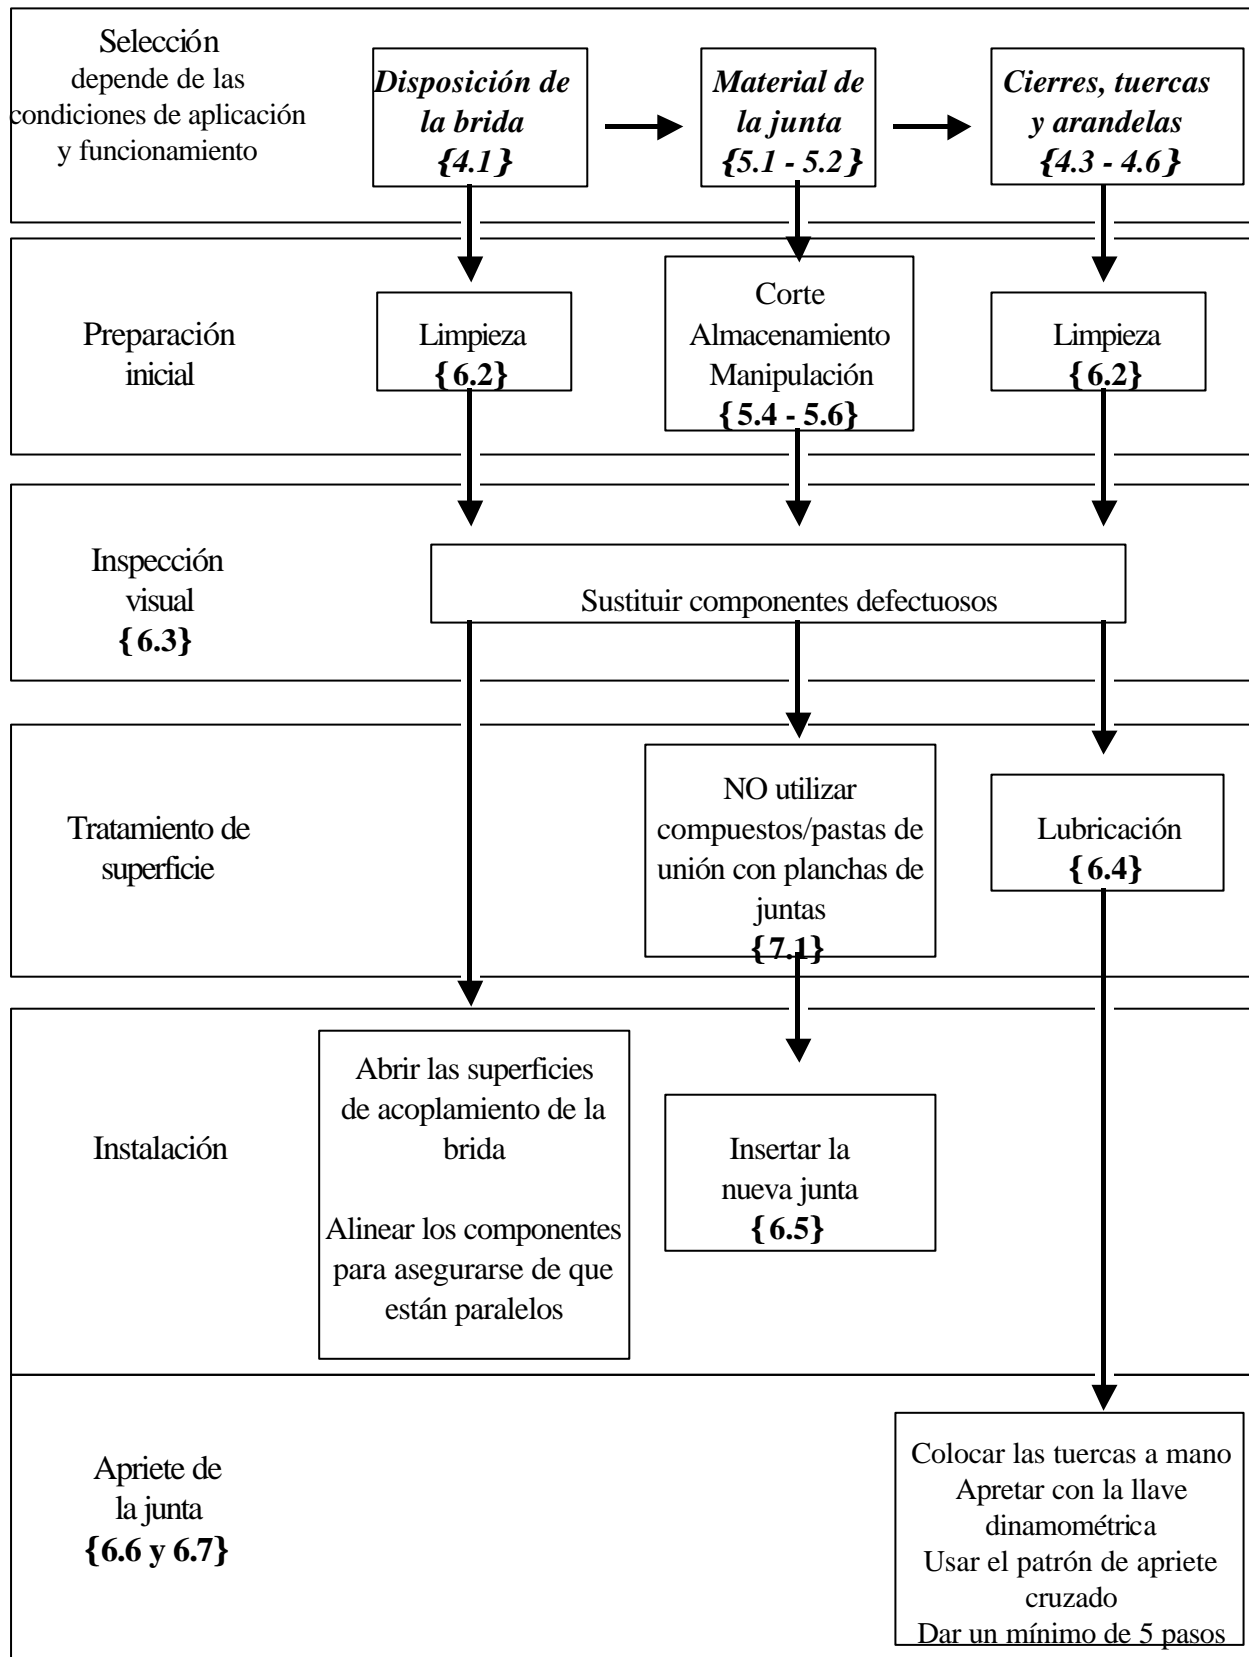 Selección
depende de las
condiciones de aplicación
y funcionamiento
Disposición de
la brida
{4.1}
Material de
la junta
{5.1 - 5.2}
Cierres, tuercas
y arandelas
{4.3 - 4.6}
Preparación
inicial
Limpieza
{6.2}
Corte
Almacenamiento
Manipulación
{5.4 - 5.6}
Limpieza
{6.2}
Inspección
visual
{6.3}
Sustituir componentes defectuosos
Tratamiento de
superficie
NO utilizar
compuestos/pastas de
unión con planchas de
juntas
{7.1}
Lubricación
{6.4}
Instalación
Abrir las superficies
de acoplamiento de la
brida
Alinear los componentes
para asegurarse de que
están paralelos
Insertar la
nueva junta
{6.5}
Apriete de
la junta
{6.6 y 6.7}
Colocar las tuercas a mano
Apretar con la llave
dinamométrica
Usar el patrón de apriete
cruzado
Dar un mínimo de 5 pasos